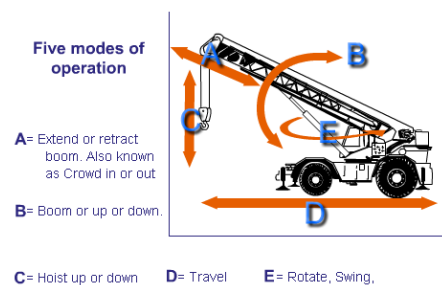 Five modes of
operation
A
B
C
E
D
A= Extend or retract
boom. Also known
as Crowd in or out
B= Boom or up or down.
C= Hoist up or down
D= Travel
E= Rotate, Swing,